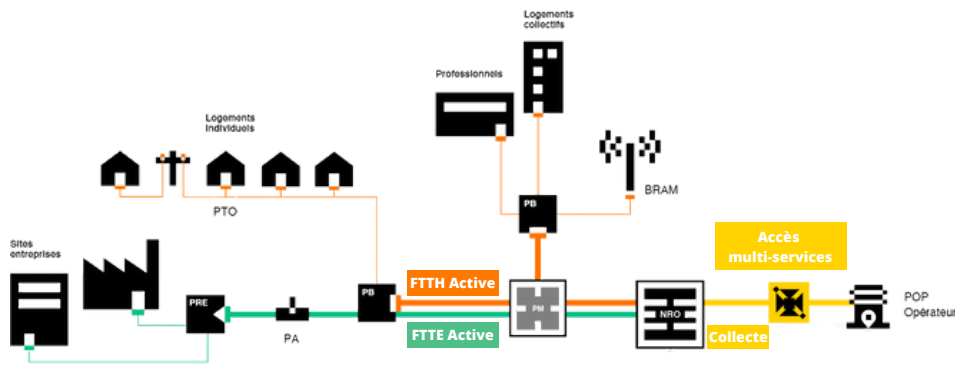 Logements
collectifs
Professionnels
Logements
Individuels
BRAM
PB
PTO
Accès
multi-services
Sites
entreprises
FTTH Active
PRE
PB
PM
NRO
POP
Opérateur
PA
FTTE Active
Collecte